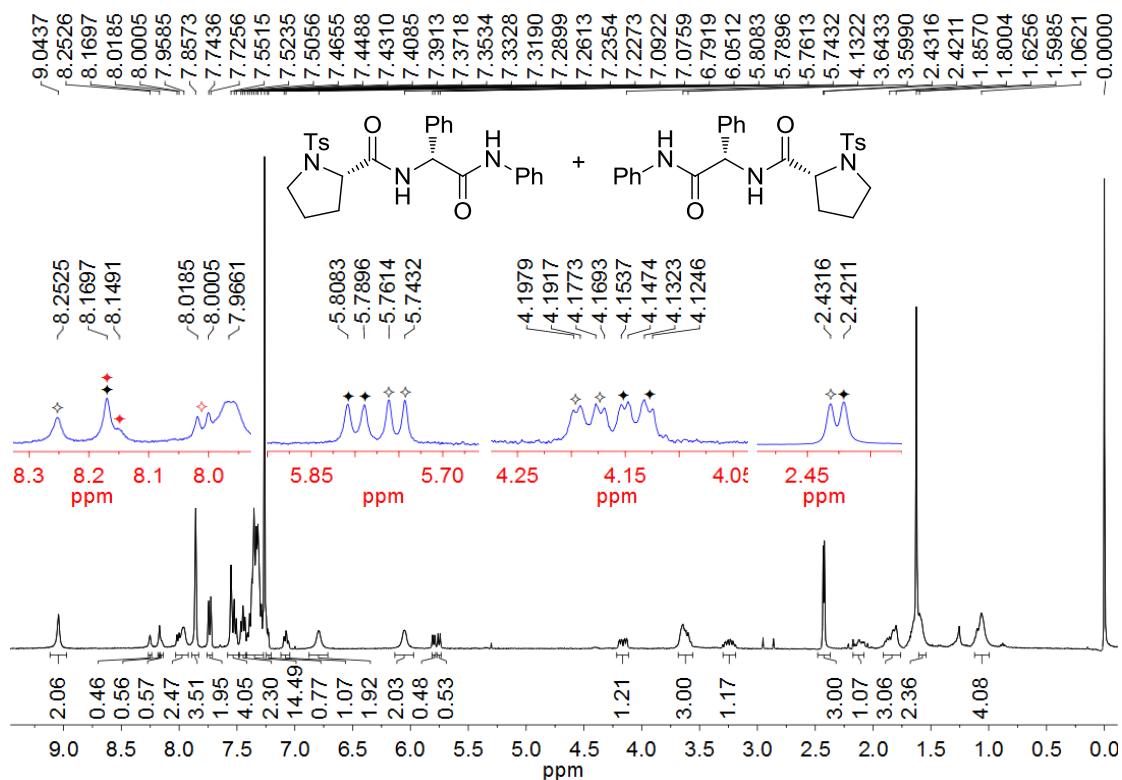 9.0437 8.2526 8.1697 8.0185 8.0005 7.9585 7.8573 7.7436 7.7256 7.5515 7.5235 7.5056 7.4655 7.4488 7.4310 7.4085 7.3913 7.3718 7.3534 7.3328 7.3190 7.2899 7.2613 7.2354 7.2273 7.0922 7.0759 6.7919 6.0512 5.8083 5.7896 5.7613 5.7432 4.1322 3.6433 3.5990 2.4316 2.4211 1.8570 1.8004 1.6256 1.5985 1.0621 0.0000
Ts O Ph H Ph O Ts
N N + H N
N Ph Ph N N
H O O H
8.2525 8.1697 8.1491 8.0185 8.0005 7.9661 5.8083 5.7896 5.7614 5.7432 4.1979 4.1917 4.1773 4.1693 4.1537 4.1474 4.1323 4.1246 2.4316 2.4211
8.3 8.2 8.1 8.0 5.85 5.70 4.25 4.15 4.05 2.45
ppm ppm ppm ppm
2.06 0.46 0.56 0.57 2.47 3.51 1.95 4.05 2.30 14.49 0.77 1.07 1.92 2.03 0.48 0.53 1.21 3.00 1.17 3.00 1.07 3.06 2.36 4.08
9.0 8.5 8.0 7.5 7.0 6.5 6.0 5.5 5.0 4.5 4.0 3.5 3.0 2.5 2.0 1.5 1.0 0.5 0.0
ppm